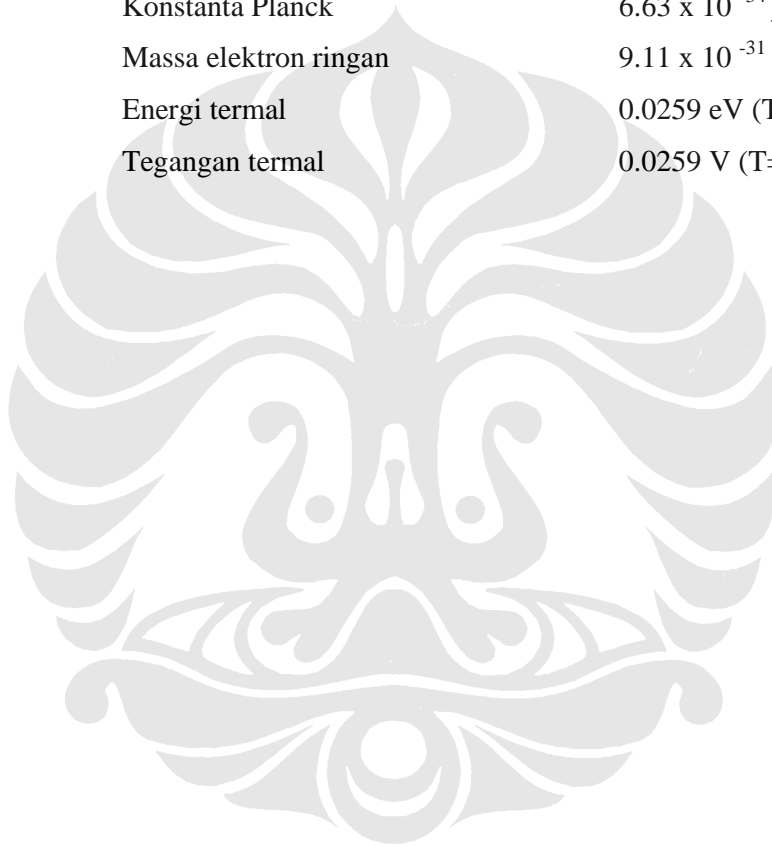 Konstanta Planck 6.63 x 10
Massa elektron ringan 9.11 x 10 -31
Energi termal 0.0259 eV (T
Tegangan termal 0.0259 V (T=